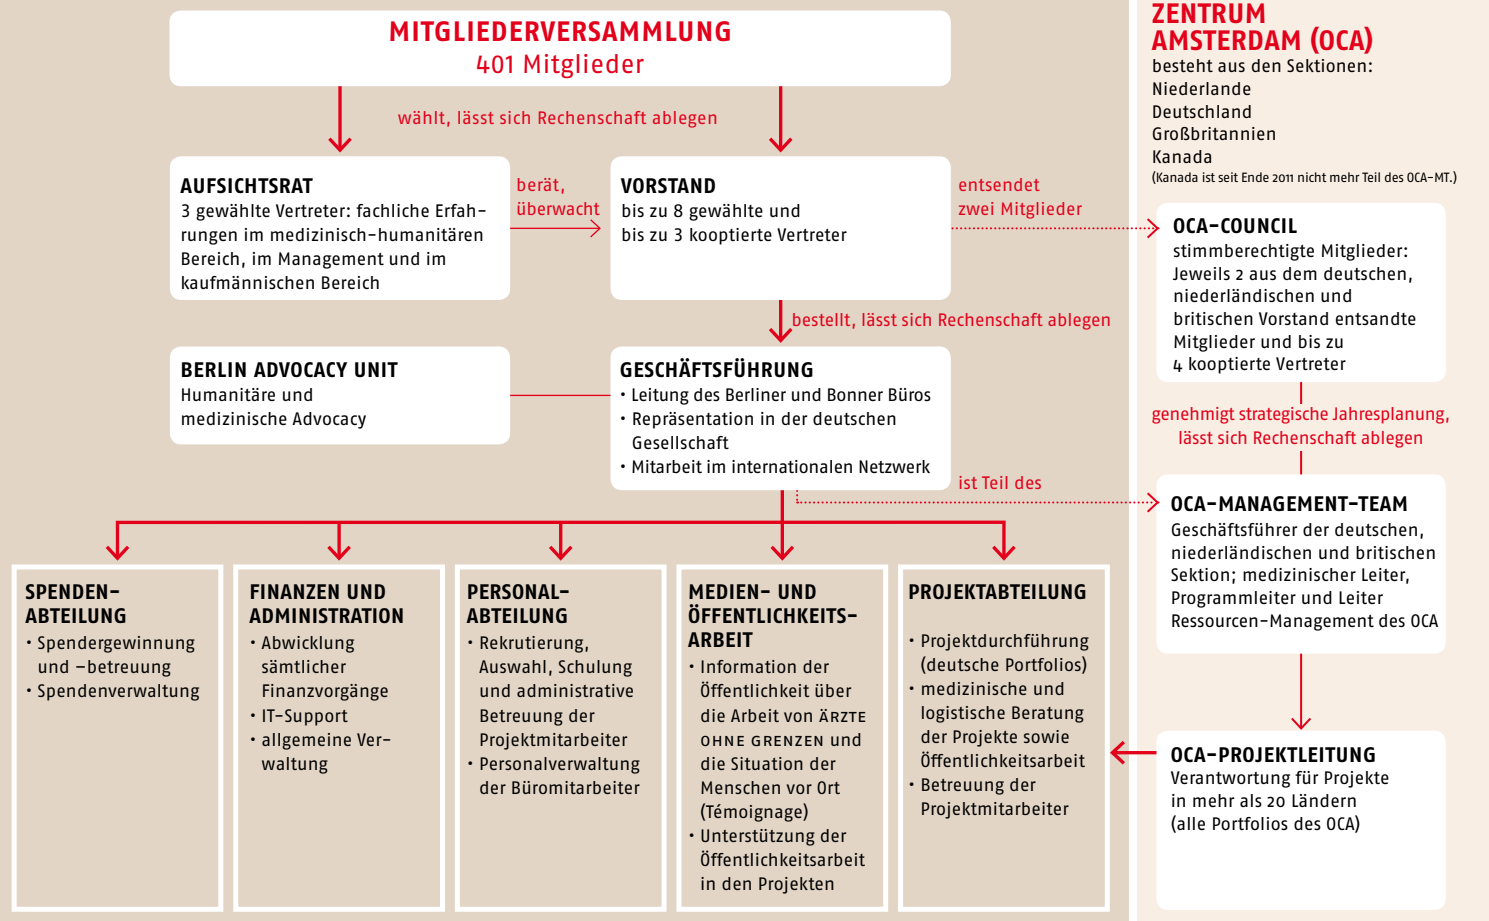 MITGLIEDERVERSAMMLUNG
401 Mitglieder
wählt, lässt sich Rechenschaft ablegen
AUFSICHTSRAT
3 gewählte Vertreter: fachliche Erfah-
rungen im medizinisch-humanitären
Bereich, im Management und im
kaufmännischen Bereich
berät,
überwacht
VORSTAND
bis zu 8 gewählte und
bis zu 3 kooptierte Vertreter
entsendet
zwei Mitglieder
bestellt, lässt sich Rechenschaft ablegen
BERLIN ADVOCACY UNIT
Humanitäre und
medizinische Advocacy
GESCHÄFTSFÜHRUNG
• Leitung des Berliner und Bonner Büros
• Repräsentation in der deutschen
Gesellschaft
• Mitarbeit im internationalen Netzwerk
ist Teil des
SPENDEN-
ABTEILUNG
• Spendergewinnung
und –betreuung
• Spendenverwaltung
FINANZEN UND
ADMINISTRATION
• Abwicklung
sämtlicher
Finanzvorgänge
• IT-Support
• allgemeine Ver-
waltung
PERSONAL-
ABTEILUNG
• Rekrutierung,
Auswahl, Schulung
und administrative
Betreuung der
Projektmitarbeiter
• Personalverwaltung
der Büromitarbeiter
MEDIEN- UND
ÖFFENTLICHKEITS-
ARBEIT
• Information der
Öffentlichkeit über
die Arbeit von ÄRZTE
OHNE GRENZEN und
die Situation der
Menschen vor Ort
(Témoignage)
• Unterstützung der
Öffentlichkeitsarbeit
in den Projekten
PROJEKTABTEILUNG
• Projektdurchführung
(deutsche Portfolios)
• medizinische und
logistische Beratung
der Projekte sowie
Öffentlichkeitsarbeit
• Betreuung der
Projektmitarbeiter
ZENTRUM
AMSTERDAM (OCA)
besteht aus den Sektionen:
Niederlande
Deutschland
Großbritannien
Kanada
(Kanada ist seit Ende 2011 nicht mehr Teil des OCA-MT.)
OCA-COUNCIL
stimmberechtigte Mitglieder:
Jeweils 2 aus dem deutschen,
niederländischen und
britischen Vorstand entsandte
Mitglieder und bis zu
4 kooptierte Vertreter
genehmigt strategische Jahresplanung,
lässt sich Rechenschaft ablegen
OCA-MANAGEMENT-TEAM
Geschäftsführer der deutschen,
niederländischen und britischen
Sektion; medizinischer Leiter,
Programmleiter und Leiter
Ressourcen-Management des OCA
OCA-PROJEKTLEITUNG
Verantwortung für Projekte
in mehr als 20 Ländern
(alle Portfolios des OCA)